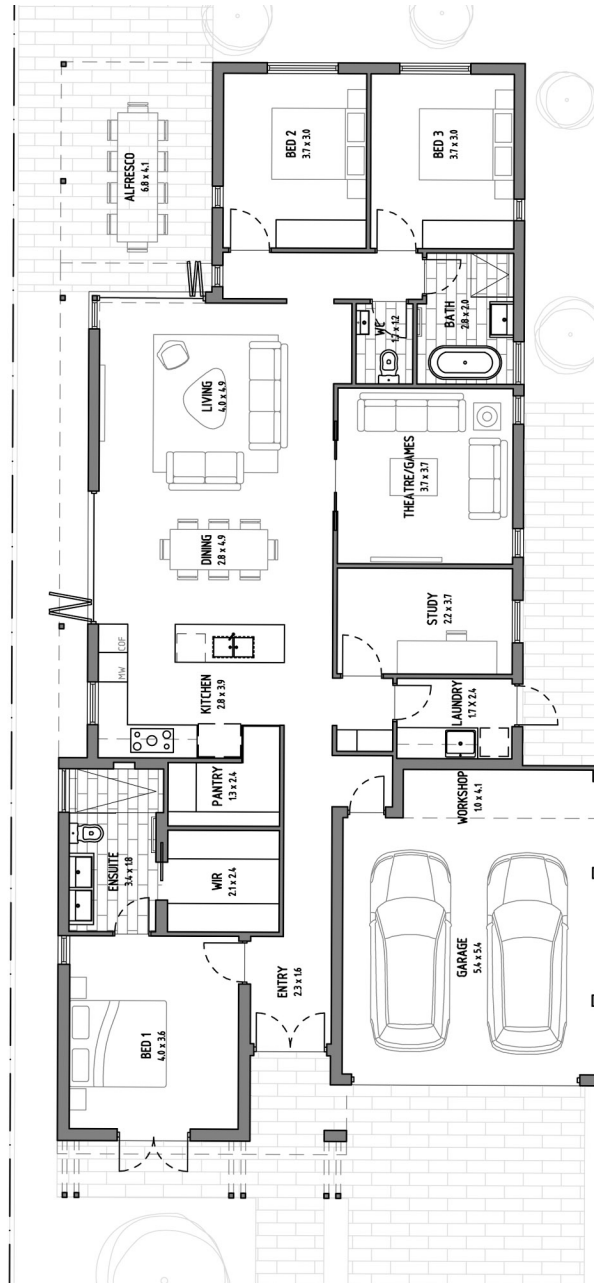 ALFRESCO
6.8 x 4.1
BED 2
3.7 x 3.0
BED 3
3.7 x 3.0
LIVING
4.0 x 4.9
WC
1.7 x 1.2
BATH
2.8 x 2.0
THEATRE/GAMES
3.7 x 3.7
DINING
2.8 x 4.9
STUDY
2.2 x 3.7
COF
MW
KITCHEN
2.8 x 3.9
LAUNDRY
1.7 x 2.4
PANTRY
1.3 x 2.4
WORKSHOP
1.0 x 4.1
ENSUITE
3.4 x 1.8
WIR
2.1 x 2.4
GARAGE
5.4 x 5.4
ENTRY
2.3 x 1.6
BED 1
4.0 x 3.6